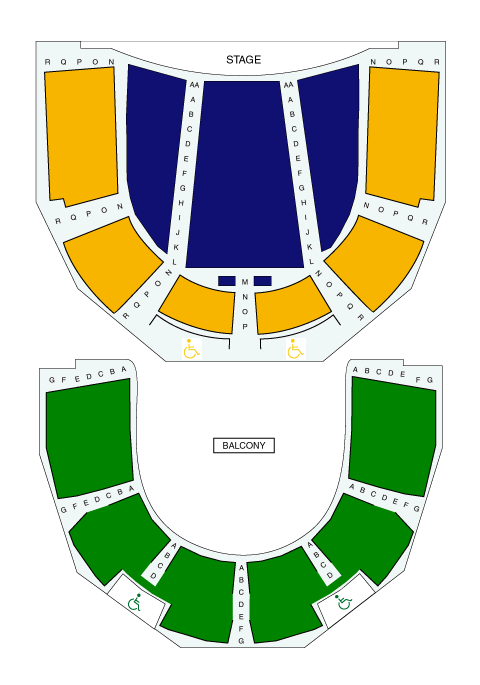 STAGE
R Q P O N
N O P Q R
AA AA
A A
B B
C C
D D
E E
F F
G G
H H
I I
J J
K K
L L
R Q P O N
N O P Q R
R Q P O N
L N O P Q R
M
N
O
P
G F E D C B A
A B C D E F G
BALCONY
G F E D C B A
A B C D E F G
A
B
C
D
A
B
C
D
A
B
C
D
E
F
G